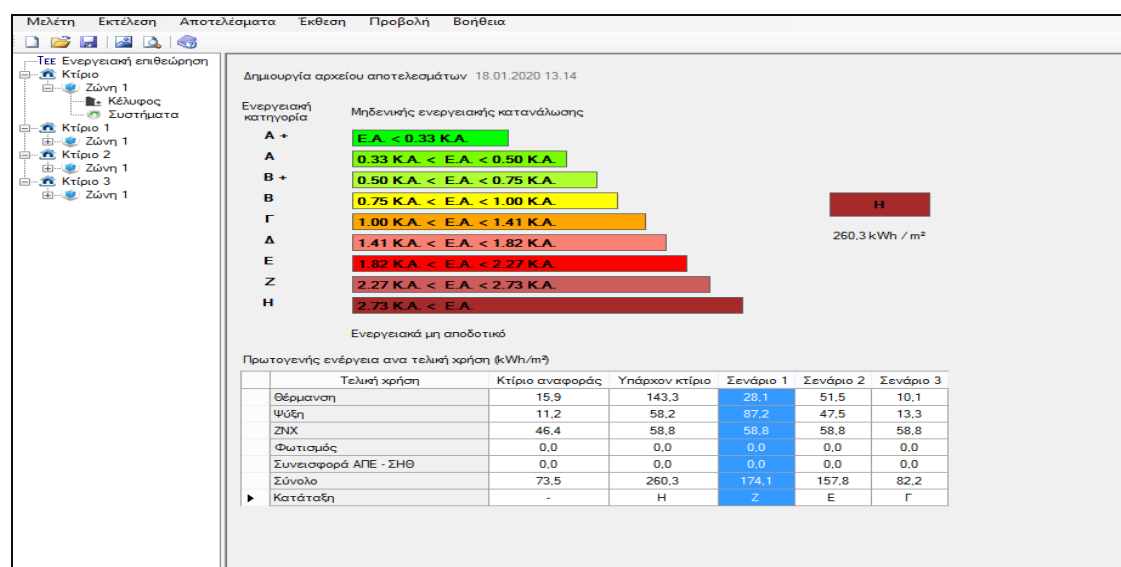 Μελέτη Εκτέλεση Αποτελέσματα Έκθεση Προβολή Βοήθεια
ΤΕΕ Ενεργειακή επιθεώρηση
Κτίριο
Ζώνη 1
Κέλυφος
Συστήματα
Κτίριο 1
Ζώνη 1
Κτίριο 2
Ζώνη 1
Κτίριο 3
Ζώνη 1
Δημιουργία αρχείου αποτελεσμάτων 18.01.2020 13.14
Ενεργειακή κατηγορία
Μηδενικής ενεργειακής κατανάλωσης
Α + Ε.Α. < 0.33 Κ.Α.
Α 0.33 Κ.Α. < Ε.Α. < 0.50 Κ.Α.
Β + 0.50 Κ.Α. < Ε.Α. < 0.75 Κ.Α.
Β 0.75 Κ.Α. < Ε.Α. < 1.00 Κ.Α.
Γ 1.00 Κ.Α. < Ε.Α. < 1.41 Κ.Α.
Δ 1.41 Κ.Α. < Ε.Α. < 1.82 Κ.Α.
Ε 1.82 Κ.Α. < Ε.Α. < 2.27 Κ.Α.
Ζ 2.27 Κ.Α. < Ε.Α. < 2.73 Κ.Α.
Η 2.73 Κ.Α. < Ε.Α.
Ενεργειακά μη αποδοτικό
Η
260,3 kWh / m²
Πρωτογενής ενέργεια ανα τελική χρήση (kWh/m²)
Τελική χρήση Κτίριο αναφοράς Υπάρχον κτίριο Σενάριο 1 Σενάριο 2 Σενάριο 3
Θέρμανση 15,9 143,3 28,1 51,5 10,1
Ψύξη 11,2 58,2 87,2 47,5 13,3
ΖΝΧ 46,4 58,8 58,8 58,8 58,8
Φωτισμός 0,0 0,0 0,0 0,0 0,0
Συνεισφορά ΑΠΕ - ΣΗΘ 0,0 0,0 0,0 0,0 0,0
Σύνολο 73,5 260,3 174,1 157,8 82,2
Κατάταξη - Η Ζ Ε Γ